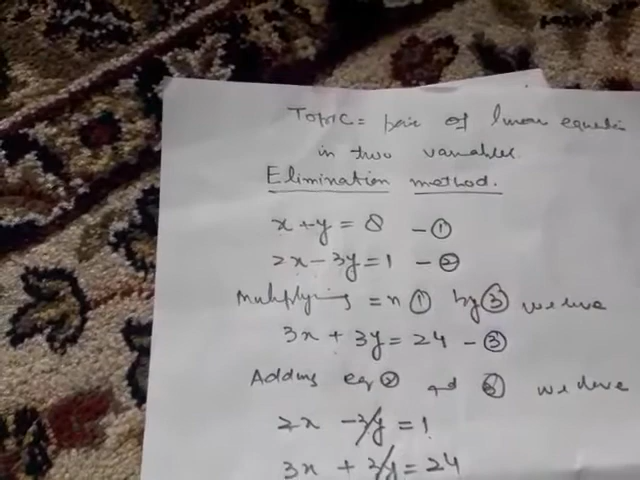 Topic = pair of linear equatio
in two variables.
Elimination method.
x + y = 8 - ①
2x - 3y = 1 - ②
Multiplying = n ① by ③ we have
3x + 3y = 24 - ③
Adding eq ② and ③ we have
2x - 3y = 1
3x + 3y = 24